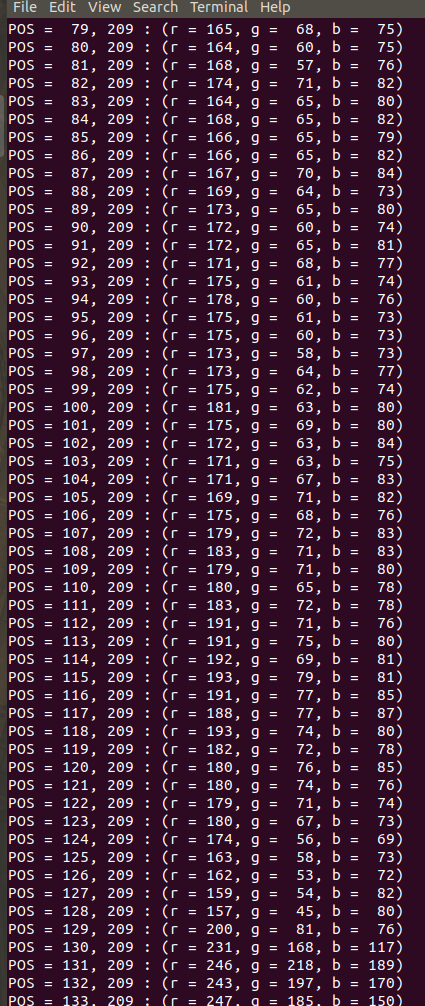 File Edit View Search Terminal Help
POS =  79, 209 : (r = 165, g =  68, b =  75)
POS =  80, 209 : (r = 164, g =  60, b =  75)
POS =  81, 209 : (r = 168, g =  57, b =  76)
POS =  82, 209 : (r = 174, g =  71, b =  82)
POS =  83, 209 : (r = 164, g =  65, b =  80)
POS =  84, 209 : (r = 168, g =  65, b =  82)
POS =  85, 209 : (r = 166, g =  65, b =  79)
POS =  86, 209 : (r = 166, g =  65, b =  82)
POS =  87, 209 : (r = 167, g =  70, b =  84)
POS =  88, 209 : (r = 169, g =  64, b =  73)
POS =  89, 209 : (r = 173, g =  65, b =  80)
POS =  90, 209 : (r = 172, g =  60, b =  74)
POS =  91, 209 : (r = 172, g =  65, b =  81)
POS =  92, 209 : (r = 171, g =  68, b =  77)
POS =  93, 209 : (r = 175, g =  61, b =  74)
POS =  94, 209 : (r = 178, g =  60, b =  76)
POS =  95, 209 : (r = 175, g =  61, b =  73)
POS =  96, 209 : (r = 175, g =  60, b =  73)
POS =  97, 209 : (r = 173, g =  58, b =  73)
POS =  98, 209 : (r = 173, g =  64, b =  77)
POS =  99, 209 : (r = 175, g =  62, b =  74)
POS = 100, 209 : (r = 181, g =  63, b =  80)
POS = 101, 209 : (r = 175, g =  69, b =  80)
POS = 102, 209 : (r = 172, g =  63, b =  84)
POS = 103, 209 : (r = 171, g =  63, b =  75)
POS = 104, 209 : (r = 171, g =  67, b =  83)
POS = 105, 209 : (r = 169, g =  71, b =  82)
POS = 106, 209 : (r = 175, g =  68, b =  76)
POS = 107, 209 : (r = 179, g =  72, b =  83)
POS = 108, 209 : (r = 183, g =  71, b =  83)
POS = 109, 209 : (r = 179, g =  71, b =  80)
POS = 110, 209 : (r = 180, g =  65, b =  78)
POS = 111, 209 : (r = 183, g =  72, b =  78)
POS = 112, 209 : (r = 191, g =  71, b =  76)
POS = 113, 209 : (r = 191, g =  75, b =  80)
POS = 114, 209 : (r = 192, g =  69, b =  81)
POS = 115, 209 : (r = 193, g =  79, b =  81)
POS = 116, 209 : (r = 191, g =  77, b =  85)
POS = 117, 209 : (r = 188, g =  77, b =  87)
POS = 118, 209 : (r = 193, g =  74, b =  80)
POS = 119, 209 : (r = 182, g =  72, b =  78)
POS = 120, 209 : (r = 180, g =  76, b =  85)
POS = 121, 209 : (r = 180, g =  74, b =  76)
POS = 122, 209 : (r = 179, g =  71, b =  74)
POS = 123, 209 : (r = 180, g =  67, b =  73)
POS = 124, 209 : (r = 174, g =  56, b =  69)
POS = 125, 209 : (r = 163, g =  58, b =  73)
POS = 126, 209 : (r = 162, g =  53, b =  72)
POS = 127, 209 : (r = 159, g =  54, b =  82)
POS = 128, 209 : (r = 157, g =  45, b =  80)
POS = 129, 209 : (r = 200, g =  81, b =  76)
POS = 130, 209 : (r = 231, g = 168, b = 117)
POS = 131, 209 : (r = 246, g = 218, b = 189)
POS = 132, 209 : (r = 243, g = 197, b = 170)
POS = 133, 209 : (r = 247, g = 185, b = 150)